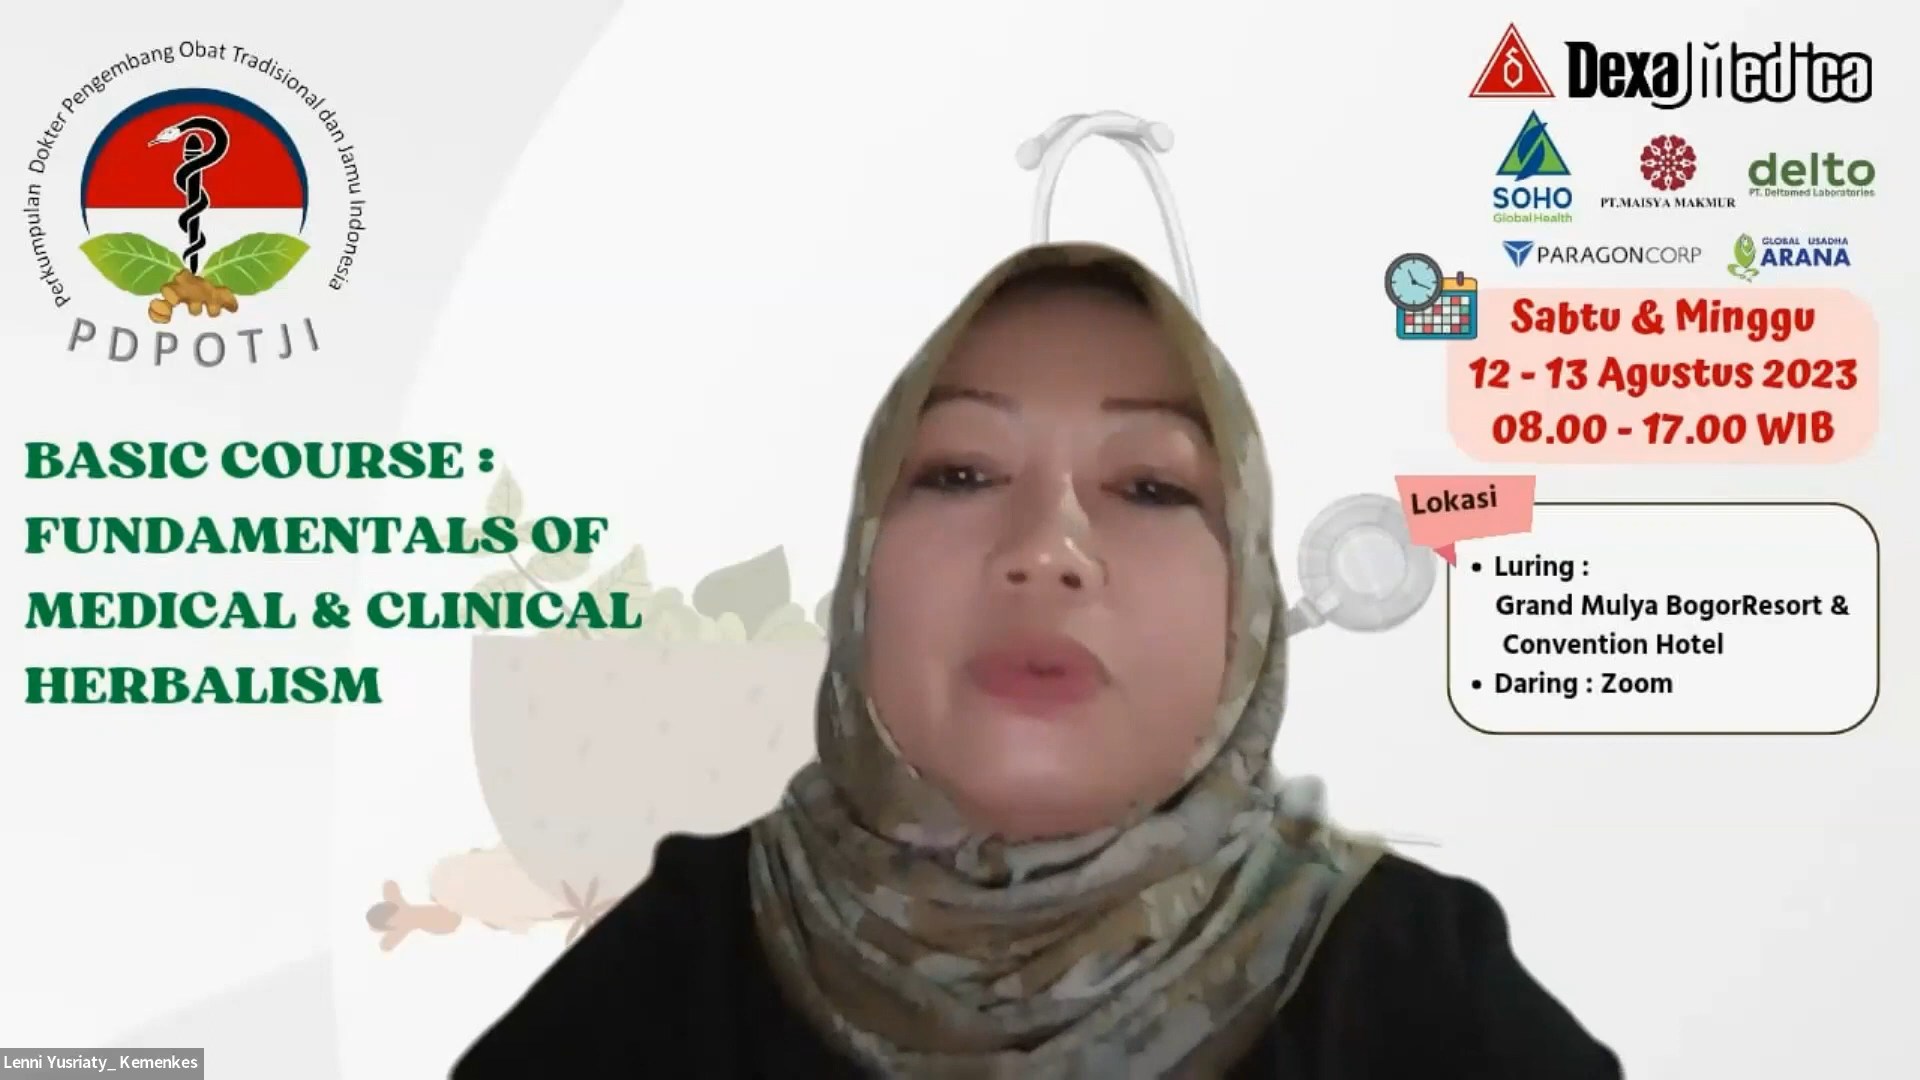 Perkumpulan Dokter Pengembang Obat Tradisional dan Jamu Indonesia
PDPOTJI
BASIC COURSE :
FUNDAMENTALS OF
MEDICAL & CLINICAL
HERBALISM
Dexa Medica
SOHO
Global Health
PT.MAISYA MAKMUR
delto
PT. Deltomed Laboratories
PARAGONCORP
GLOBAL USADHA
ARANA
Sabtu & Minggu
12 - 13 Agustus 2023
08.00 - 17.00 WIB
Lokasi
• Luring :
Grand Mulya BogorResort &
Convention Hotel
• Daring : Zoom
Lenni Yusriaty_ Kemenkes